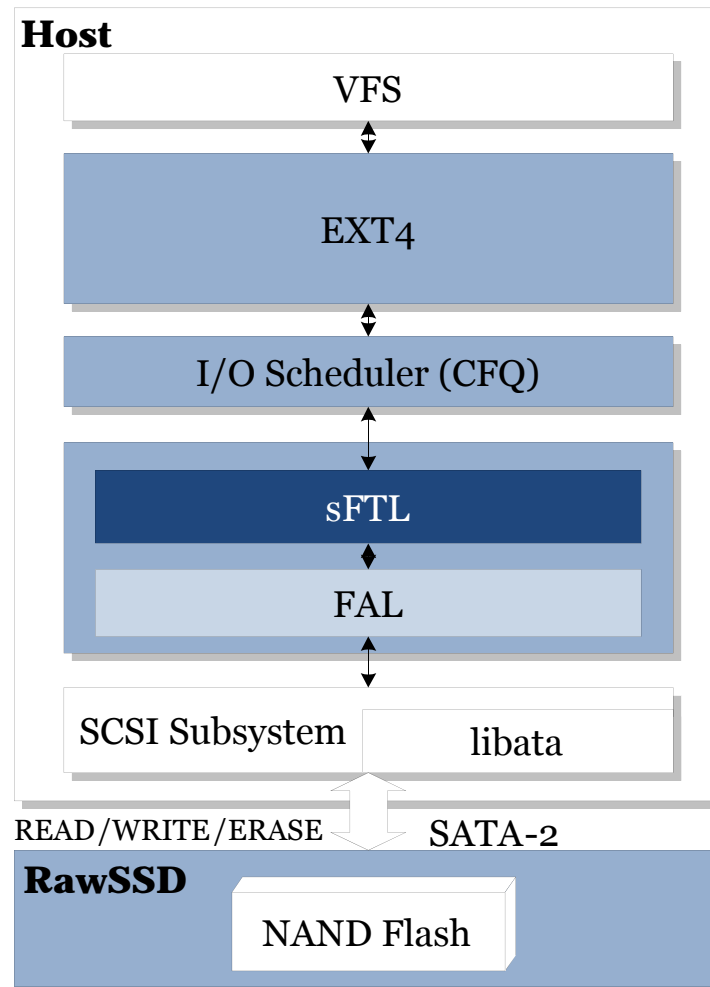 Host
VFS
EXT4
I/O Scheduler (CFQ)
sFTL
FAL
SCSI Subsystem
libata
READ/WRITE/ERASE
SATA-2
RawSSD
NAND Flash